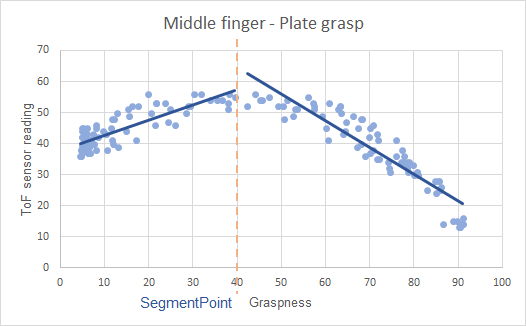 Middle finger - Plate grasp
70
60
50
40
30
20
10
0
ToF sensor reading
0 10 20 30 40 50 60 70 80 90 100
SegmentPoint Graspness